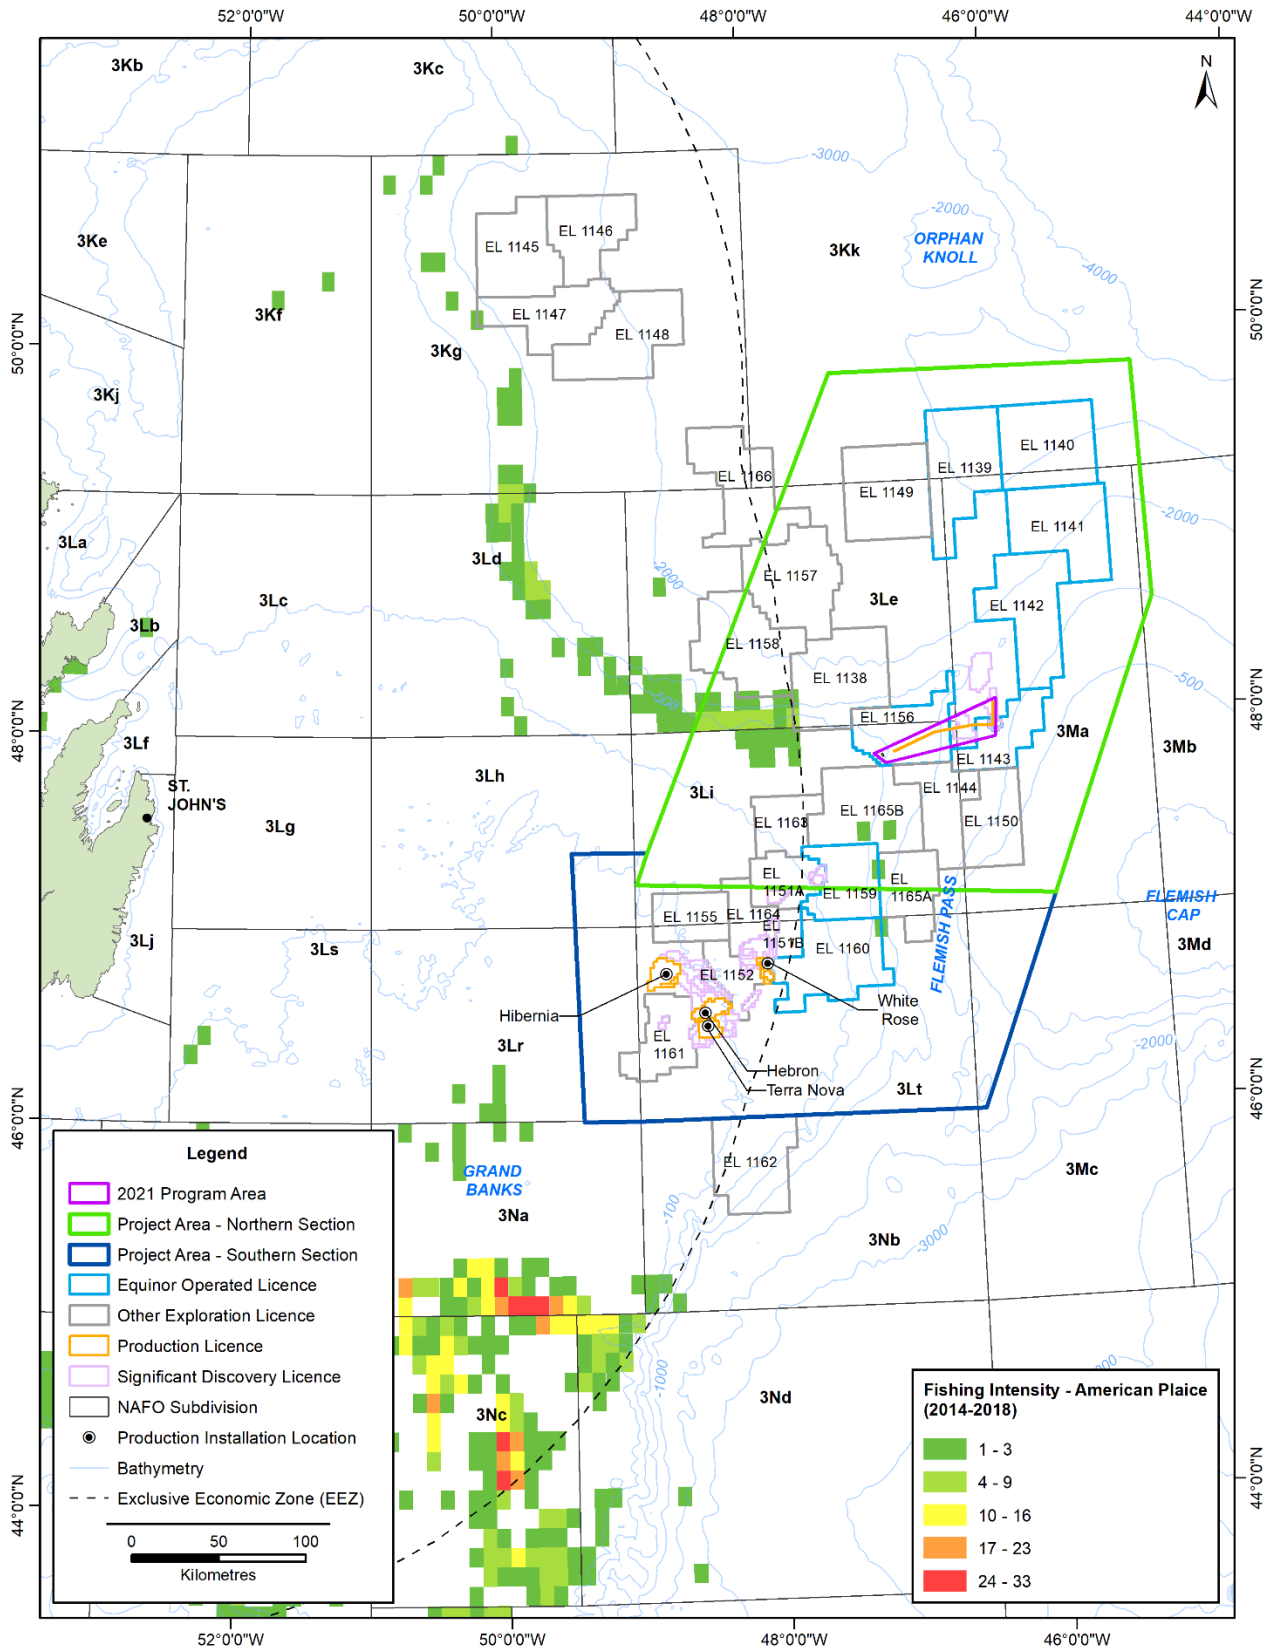 52°0'0"W
50°0'0"W
48°0'0"W
46°0'0"W
44°0'0"W
3Kb
3Kc
N
-3000
-2000
ORPHAN
KNOLL
3Ke
3Kk
-4000
EL 1146
EL 1145
50°0'0"N
50°0'0"N
3Kf
EL 1147
EL 1148
3Kg
3Kj
EL 1140
EL 1139
EL 1166
EL 1149
-2000
EL 1141
3La
3Ld
-2000
EL 1157
3Lc
3Le
EL 1142
3Lb
EL 1158
EL 1138
-500
-500
EL 1156
48°0'0"N
48°0'0"N
3Lf
3Ma
3Mb
EL 1143
3Lh
ST.
JOHN'S
3Li
EL 1144
EL 1165B
3Lg
EL 1163
EL 1150
EL
1151A
EL
1165A
EL 1159
FLEMISH PASS
FLEMISH
CAP
EL 1155
EL 1164
EL
1151B
3Lj
3Ls
EL 1160
3Md
EL 1152
White
Rose
Hibernia
EL
1161
3Lr
-2000
Hebron
Terra Nova
3Lt
46°0'0"N
46°0'0"N
EL 1162
3Mc
GRAND
BANKS
3Na
-100
3Nb
-3000
-1000
3Nd
3Nc
44°0'0"N
44°0'0"N
Legend
2021 Program Area
Project Area - Northern Section
Project Area - Southern Section
Equinor Operated Licence
Other Exploration Licence
Production Licence
Significant Discovery Licence
NAFO Subdivision
Production Installation Location
Bathymetry
Exclusive Economic Zone (EEZ)
0 50 100
Kilometres
Fishing Intensity - American Plaice
(2014-2018)
1 - 3
4 - 9
10 - 16
17 - 23
24 - 33
52°0'0"W
50°0'0"W
48°0'0"W
46°0'0"W